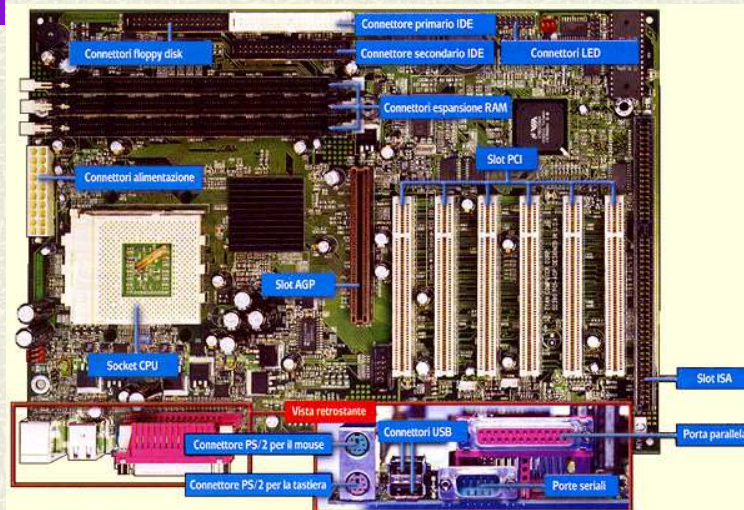 Connettore primario IDE
Connettori floppy disk
Connettore secondario IDE
Connettori LED
Connettori espansione RAM
Slot PCI
Connettori alimentazione
Slot AGP
Socket CPU
Slot ISA
Vista retrostante
Connettori USB
Porta parallela
Connettore PS/2 per il mouse
Connettore PS/2 per la tastiera
Porte seriali